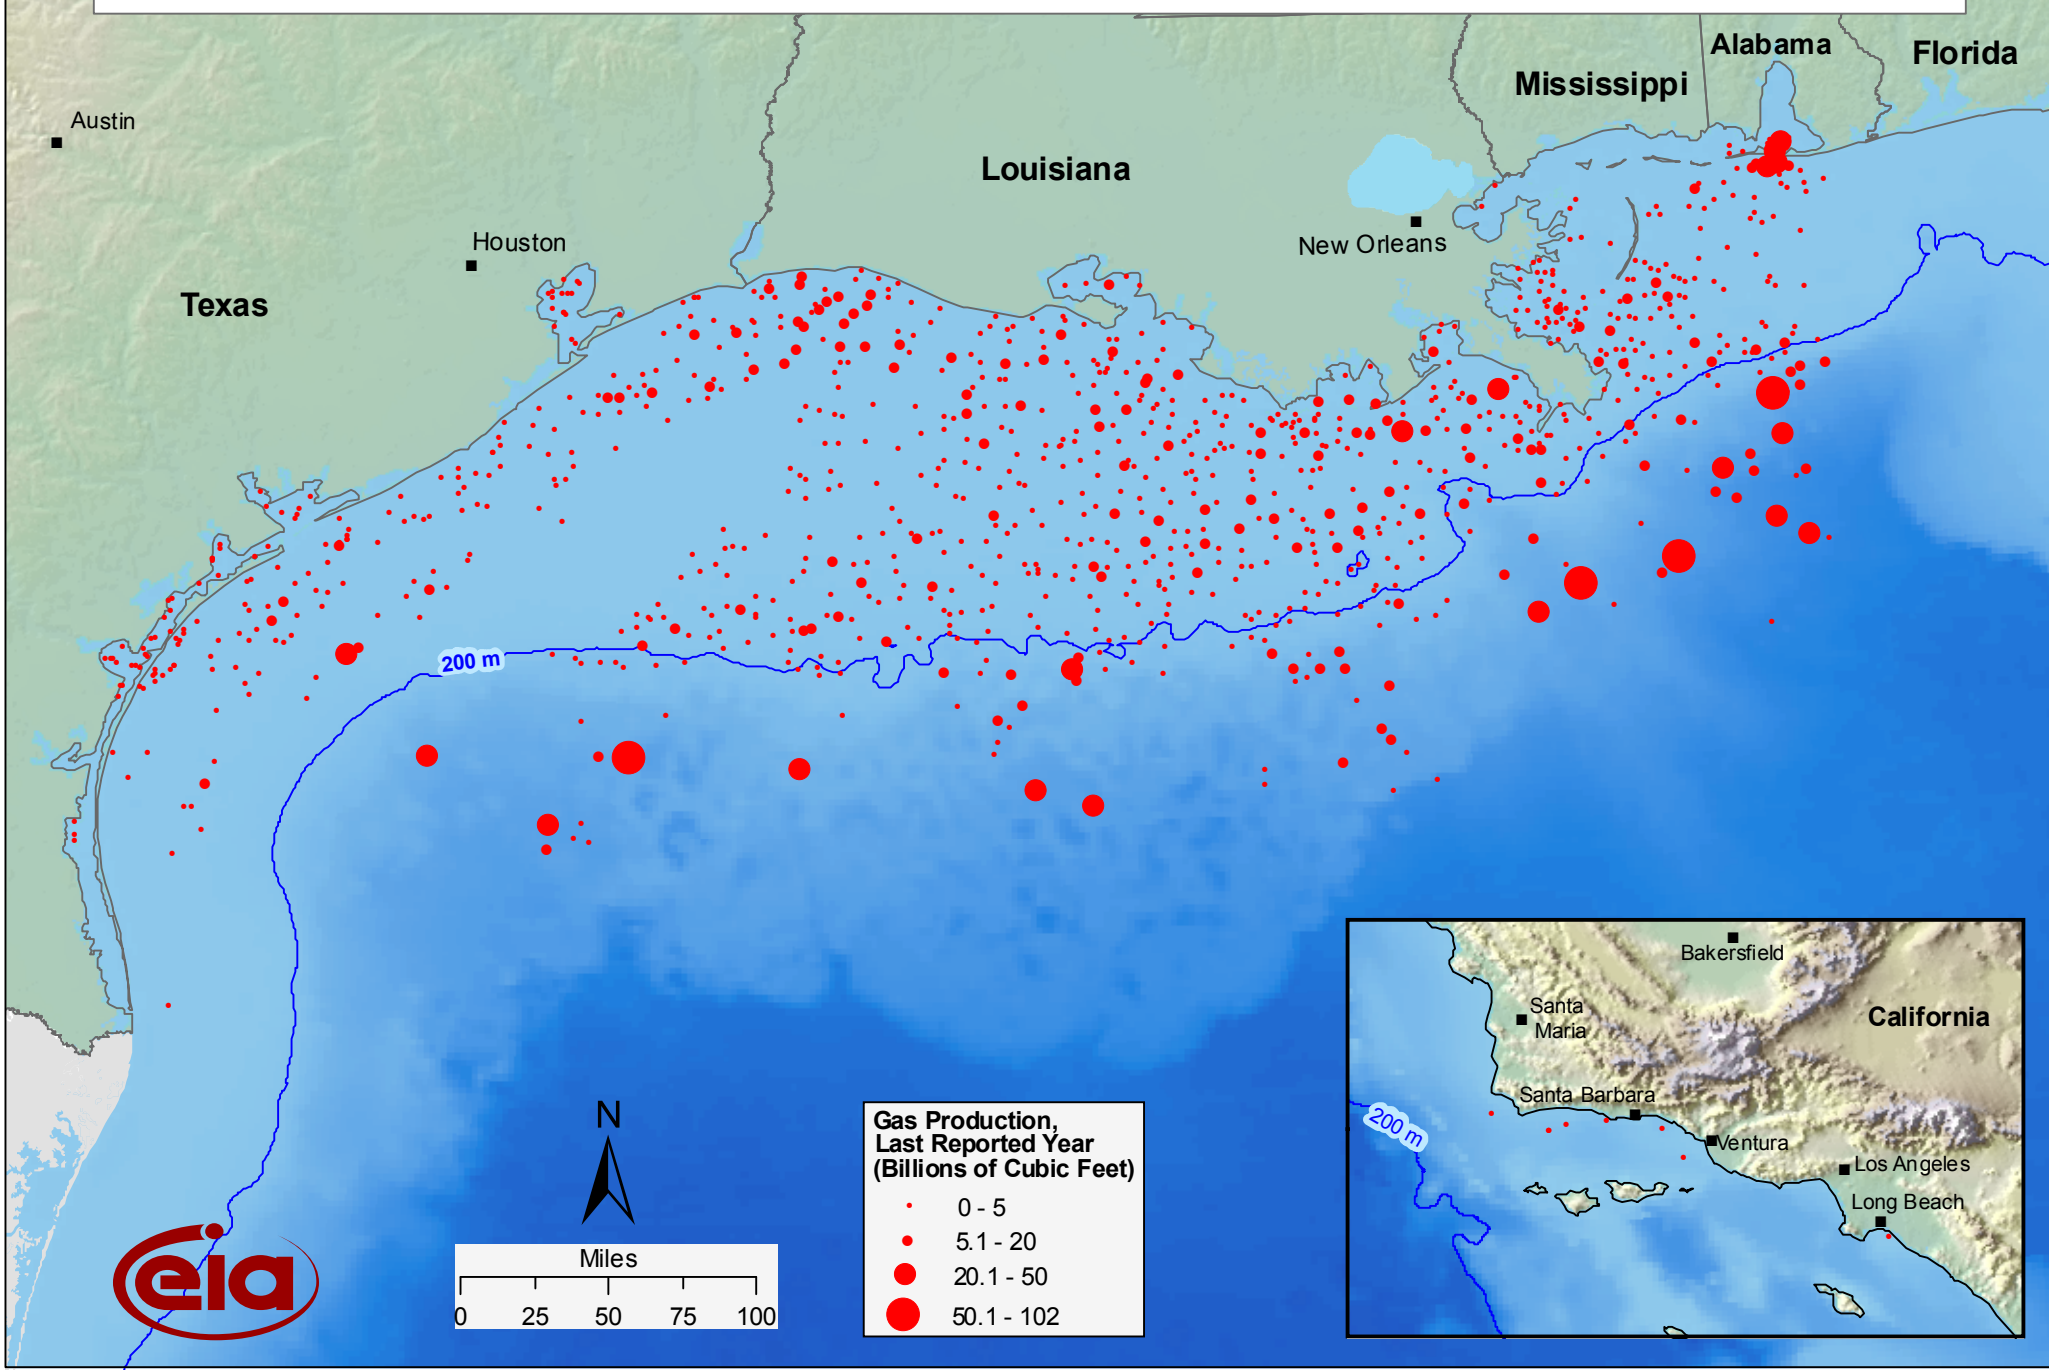 Alabama
Florida
Mississippi
Austin
Louisiana
New Orleans
Houston
Texas
200 m
Bakersfield
Santa
Maria
California
Santa Barbara
200 m
Ventura
Los Angeles
Long Beach
N
Miles
0 25 50 75 100
Gas Production,
Last Reported Year
(Billions of Cubic Feet)
0 - 5
5.1 - 20
20.1 - 50
50.1 - 102
eia